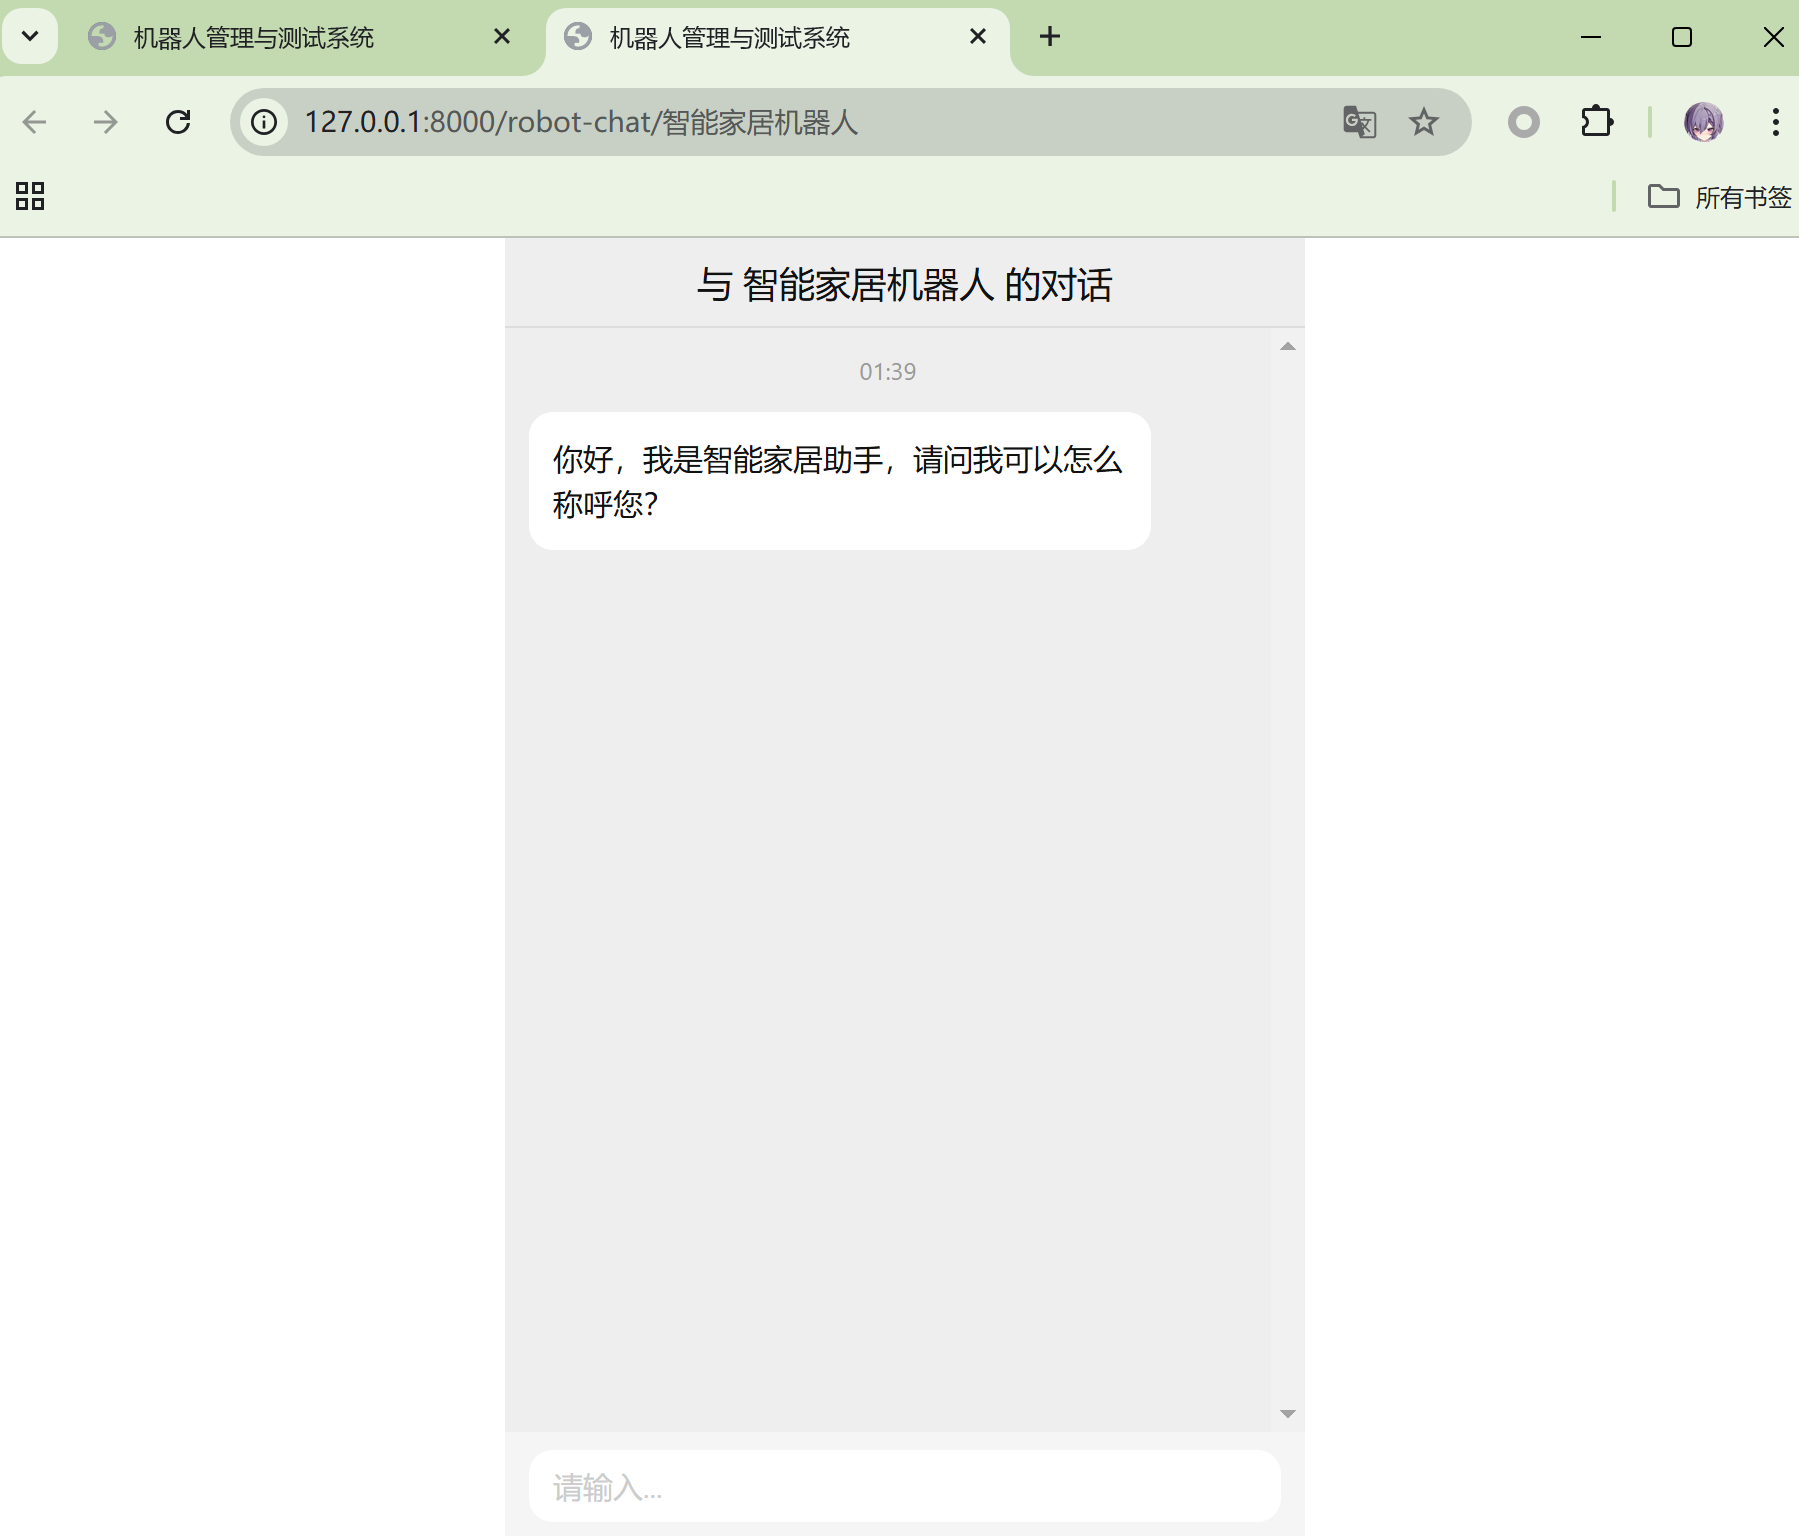 机器人管理与测试系统
机器人管理与测试系统
127.0.0.1:8000/robot-chat/智能家居机器人
所有书签
与 智能家居机器人 的对话
01:39
你好，我是智能家居助手，请问我可以怎么
称呼您？
请输入...